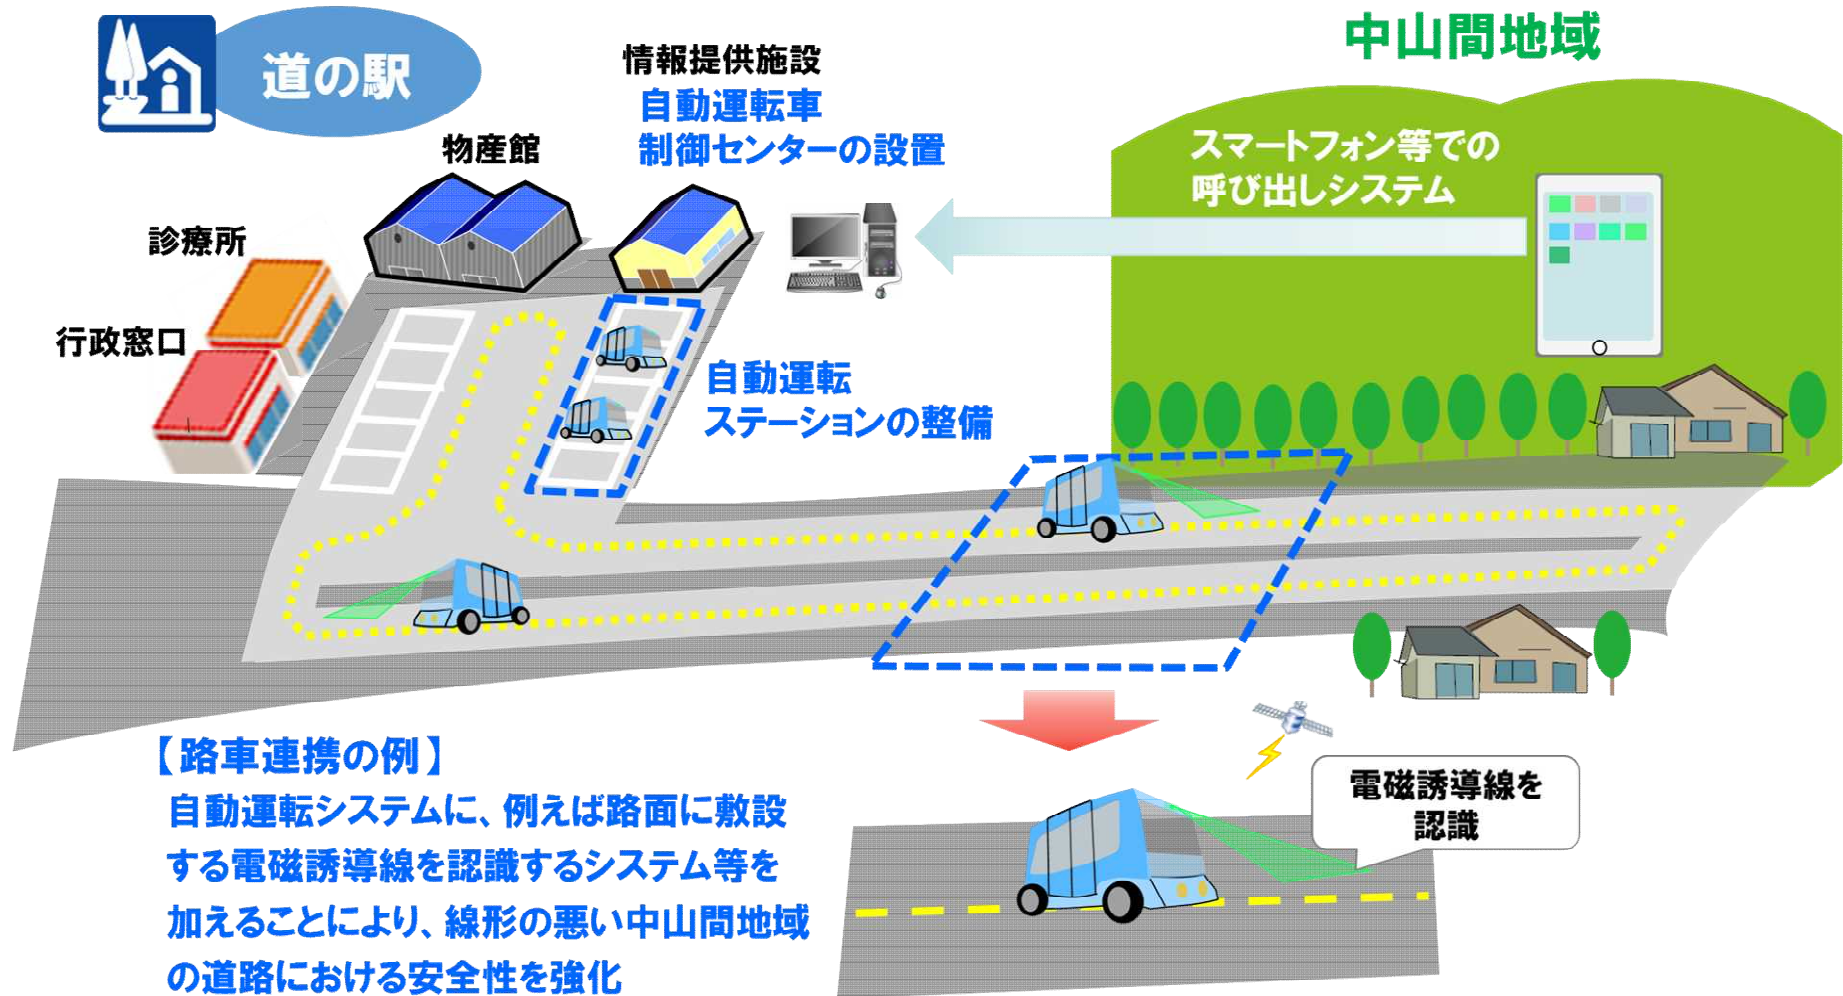 道の駅
情報提供施設
自動運転車
制御センターの設置
中山間地域
物産館
スマートフォン等での
呼び出しシステム
診療所
行政窓口
自動運転
ステーションの整備
【路車連携の例】
自動運転システムに、例えば路面に敷設
する電磁誘導線を認識するシステム等を
加えることにより、線形の悪い中山間地域
の道路における安全性を強化
電磁誘導線を
認識